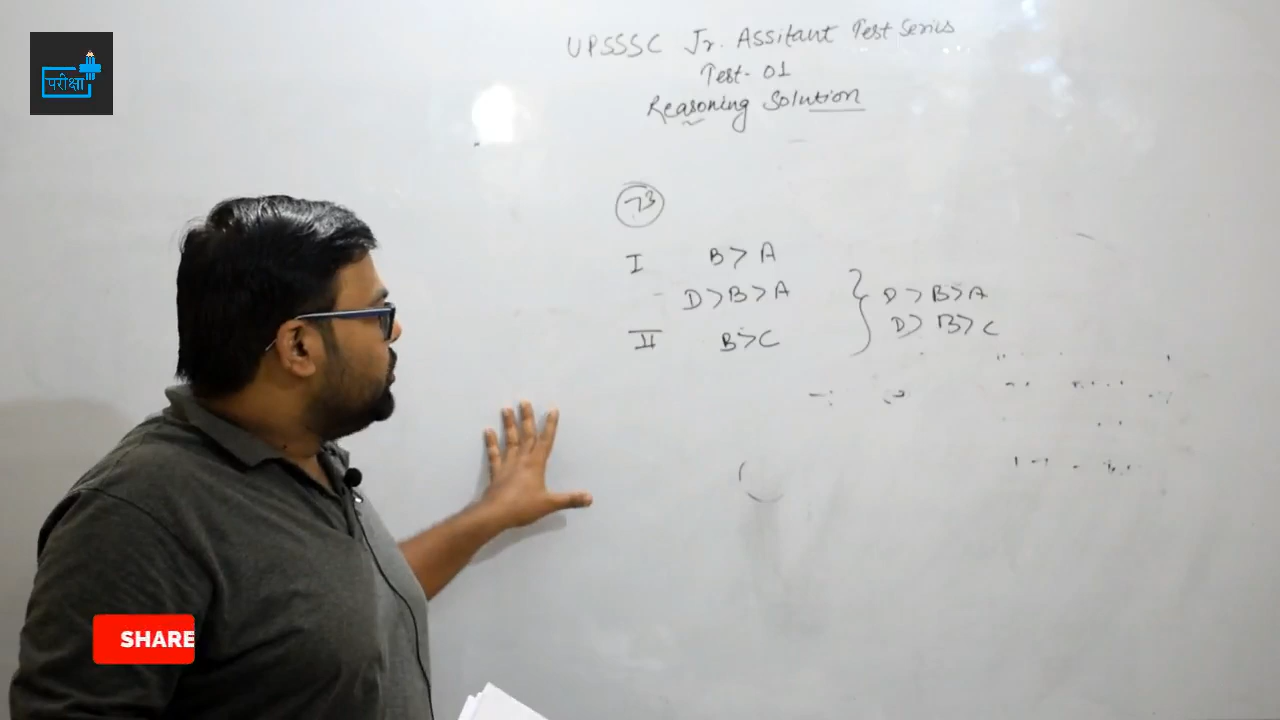 परीक्षा
UPSSSC Jr. Assitant Test Series
Test- 01
Reasoning Solution
73
I B > A
D > B > A
II B > C
} D > B > A
D > B > C
SHARE